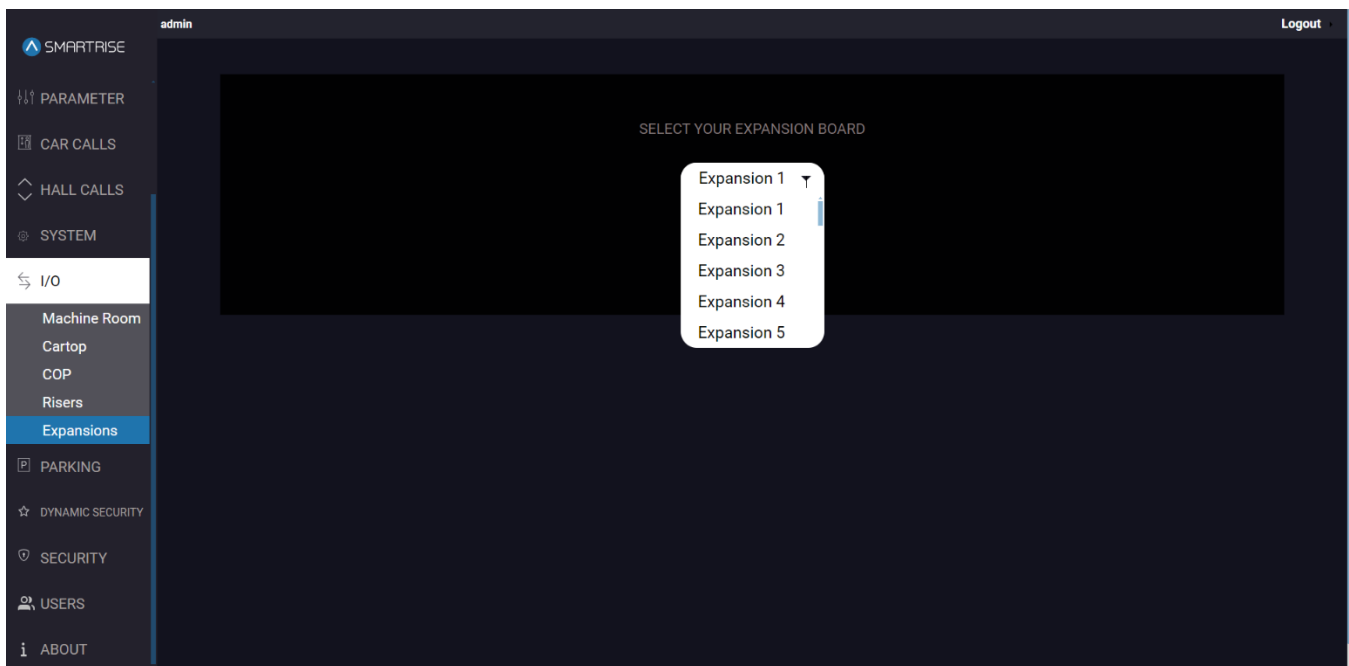 admin
Logout
SMARTRISE
PARAMETER
CAR CALLS
HALL CALLS
SYSTEM
I/O
Machine Room
Cartop
COP
Risers
Expansions
PARKING
DYNAMIC SECURITY
SECURITY
USERS
ABOUT
SELECT YOUR EXPANSION BOARD
Expansion 1
Expansion 1
Expansion 2
Expansion 3
Expansion 4
Expansion 5